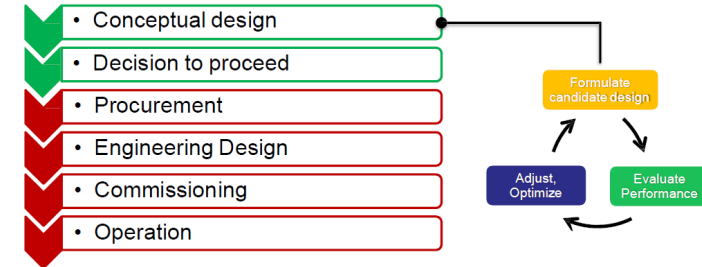 • Conceptual design
• Decision to proceed
• Procurement
• Engineering Design
• Commissioning
• Operation
Formulate
candidate design
Adjust,
Optimize
Evaluate
Performance